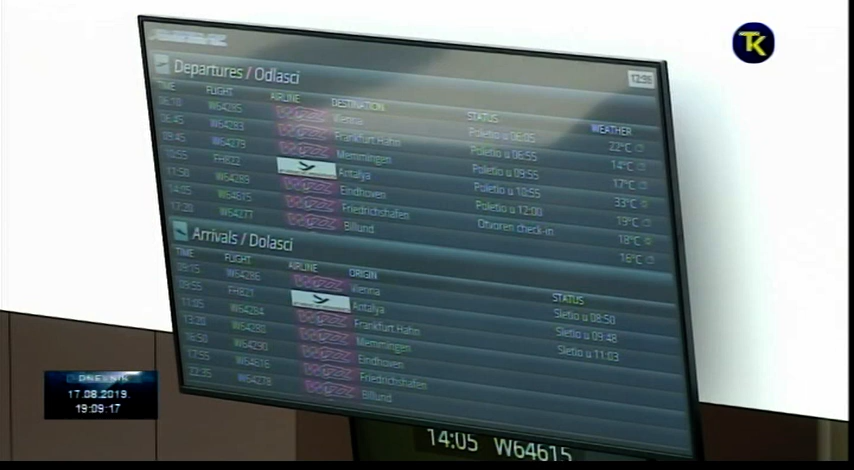 TK
Departures / Odlasci
12:35
TIME FLIGHT AIRLINE DESTINATION STATUS WEATHER
06:10 W64285 Vienna Poletio u 06:05 22°C
06:45 W64283 Frankfurt Hahn Poletio u 06:55 14°C
09:45 W64279 Memmingen Poletio u 09:55 17°C
10:55 FH822 Antalya Poletio u 10:55 33°C
11:50 W64289 Eindhoven Poletio u 12:00 19°C
14:05 W64615 Friedrichshafen Otvoren check-in 18°C
17:20 W64277 Billund 16°C
Arrivals / Dolasci
TIME FLIGHT AIRLINE ORIGIN STATUS
09:15 W64286 Vienna Sletio u 08:50
09:55 FH821 Antalya Sletio u 09:48
11:05 W64284 Frankfurt Hahn Sletio u 11:03
13:20 W64280 Memmingen
16:50 W64290 Eindhoven
17:55 W64616 Friedrichshafen
22:35 W64278 Billund
14:05 W64615
DNEVNIK
17.08.2019.
19:09:17